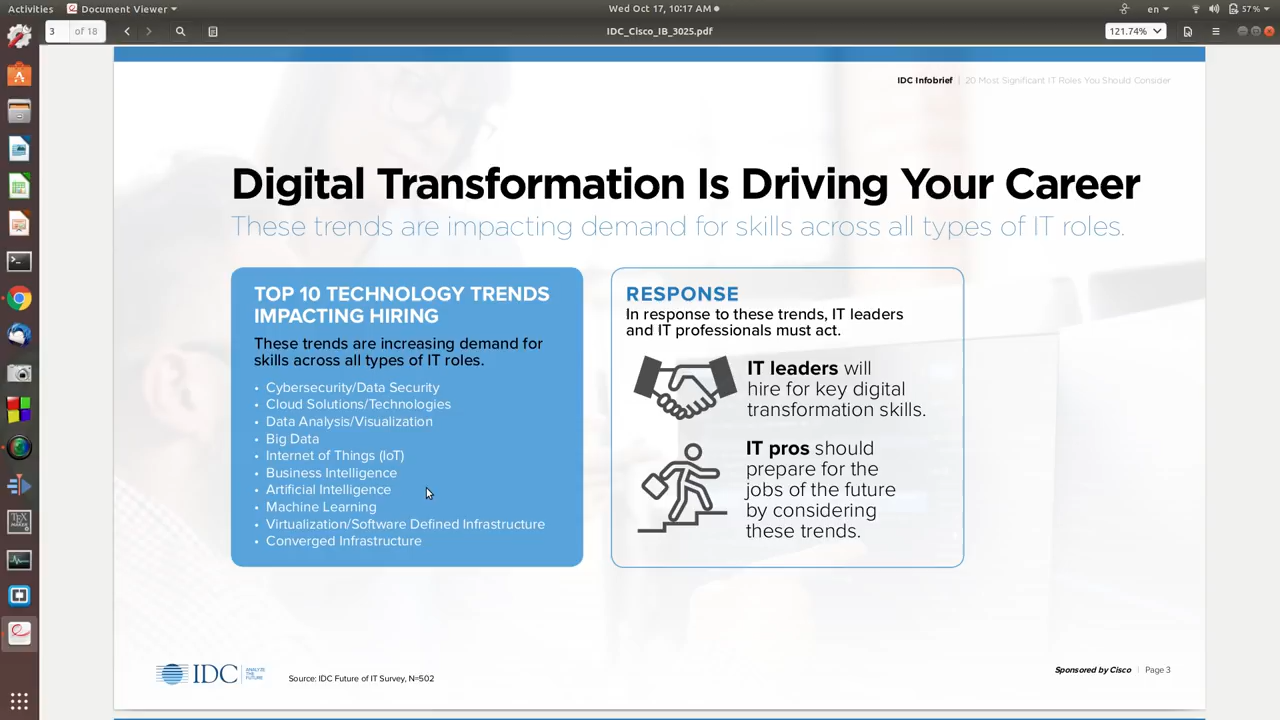 Activities
Document Viewer
Wed Oct 17, 10:17 AM
en
57 %
3
of 18
IDC_Cisco_IB_3025.pdf
121.74%
IDC Infobrief | 20 Most Significant IT Roles You Should Consider
Digital Transformation Is Driving Your Career
These trends are impacting demand for skills across all types of IT roles.
TOP 10 TECHNOLOGY TRENDS
IMPACTING HIRING
These trends are increasing demand for
skills across all types of IT roles.
• Cybersecurity/Data Security
• Cloud Solutions/Technologies
• Data Analysis/Visualization
• Big Data
• Internet of Things (IoT)
• Business Intelligence
• Artificial Intelligence
• Machine Learning
• Virtualization/Software Defined Infrastructure
• Converged Infrastructure
RESPONSE
In response to these trends, IT leaders
and IT professionals must act.
IT leaders will
hire for key digital
transformation skills.
IT pros should
prepare for the
jobs of the future
by considering
these trends.
IDC
ANALYZE
THE
FUTURE
Source: IDC Future of IT Survey, N=502
Sponsored by Cisco | Page 3